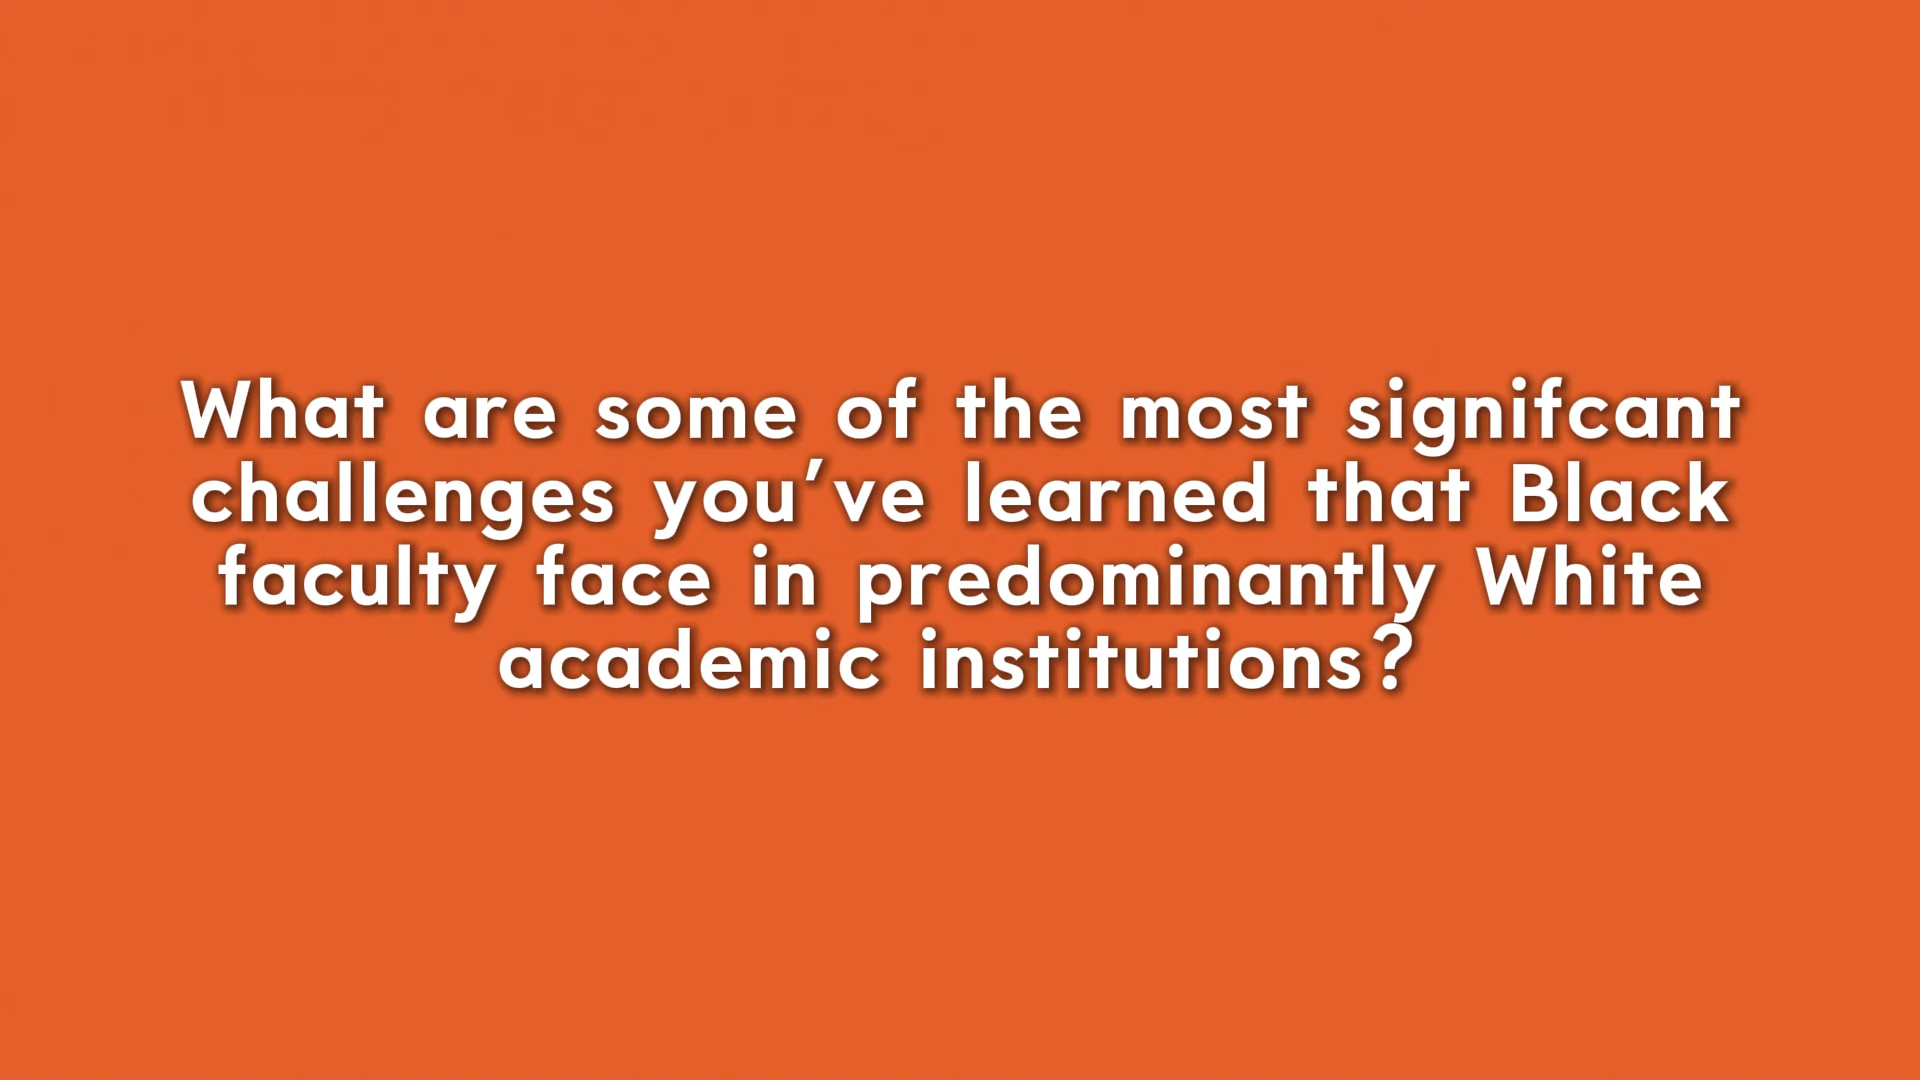 What are some of the most signifcant
challenges you’ve learned that Black
faculty face in predominantly White
academic institutions?